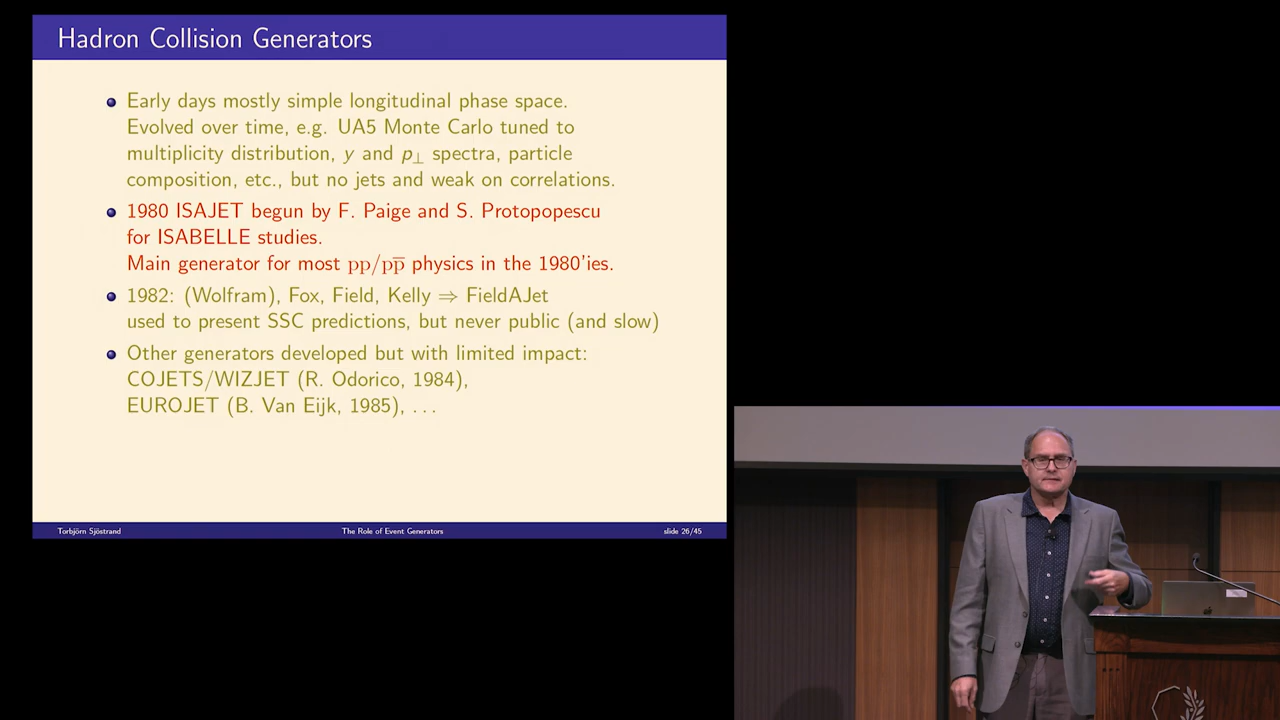 Hadron Collision Generators
Early days mostly simple longitudinal phase space.
Evolved over time, e.g. UA5 Monte Carlo tuned to
multiplicity distribution, y and p⊥ spectra, particle
composition, etc., but no jets and weak on correlations.
1980 ISAJET begun by F. Paige and S. Protopopescu
for ISABELLE studies.
Main generator for most pp/pp̅ physics in the 1980'ies.
1982: (Wolfram), Fox, Field, Kelly ⇒ FieldAJet
used to present SSC predictions, but never public (and slow)
Other generators developed but with limited impact:
COJETS/WIZJET (R. Odorico, 1984),
EUROJET (B. Van Eijk, 1985), ...
Torbjörn Sjöstrand
The Role of Event Generators
slide 26/45